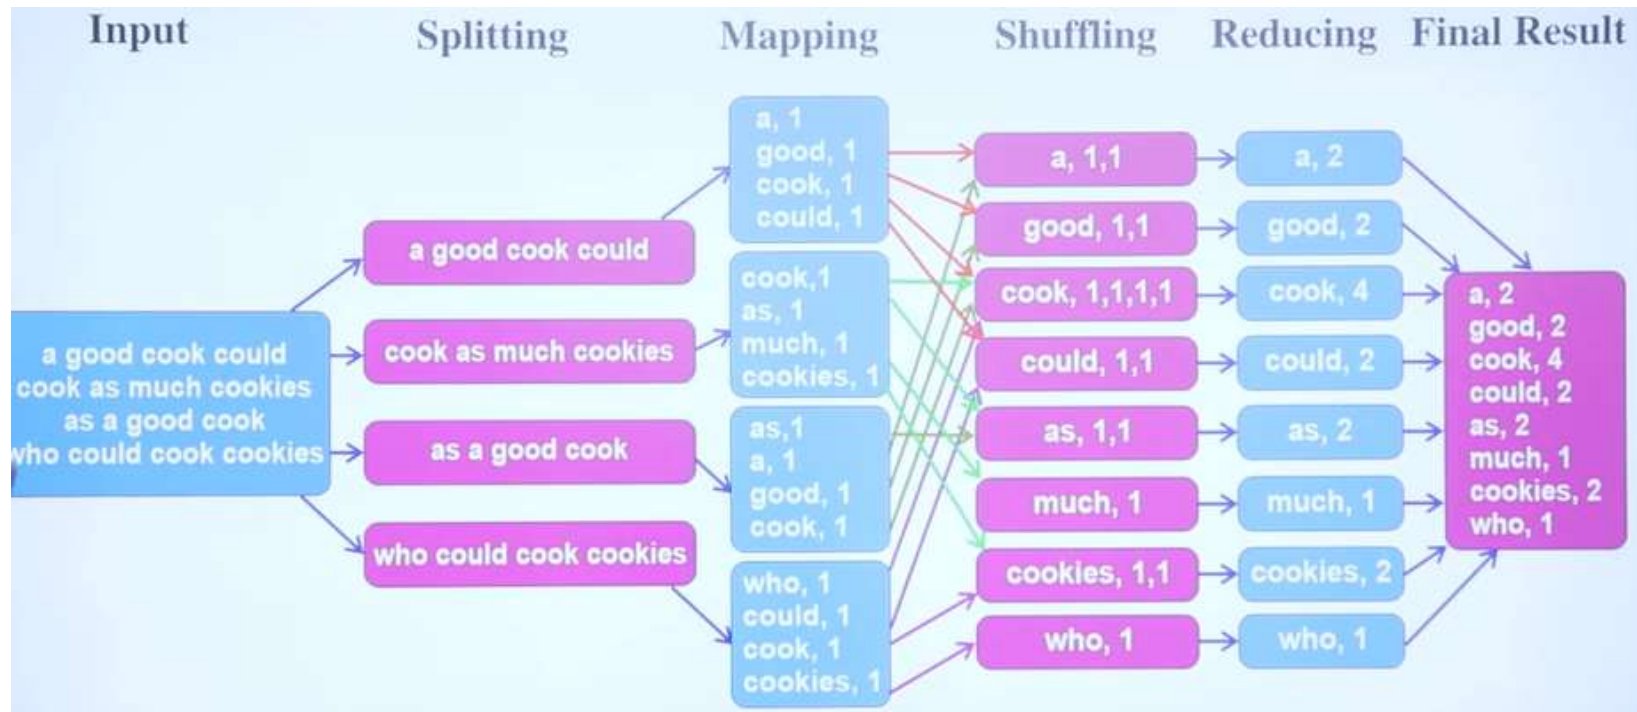 Input
Splitting
Mapping
Shuffling
Reducing
Final Result
a good cook could
cook as much cookies
as a good cook
who could cook cookies
a good cook could
cook as much cookies
as a good cook
who could cook cookies
a, 1
good, 1
cook, 1
could, 1
cook,1
as, 1
much, 1
cookies, 1
as,1
a, 1
good, 1
cook, 1
who, 1
could, 1
cook, 1
cookies, 1
a, 1,1
good, 1,1
cook, 1,1,1,1
could, 1,1
as, 1,1
much, 1
cookies, 1,1
who, 1
a, 2
good, 2
cook, 4
could, 2
as, 2
much, 1
cookies, 2
who, 1
a, 2
good, 2
cook, 4
could, 2
as, 2
much, 1
cookies, 2
who, 1